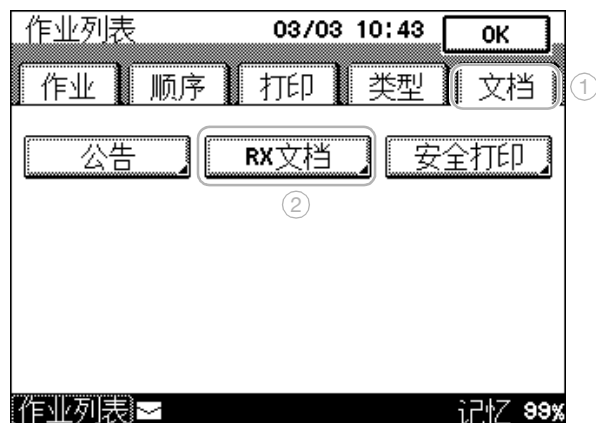 作业列表 03/03 10:43 OK
作业 顺序 打印 类型 文档 1
公告 RX文档 安全打印
2
作业列表 记忆 99%